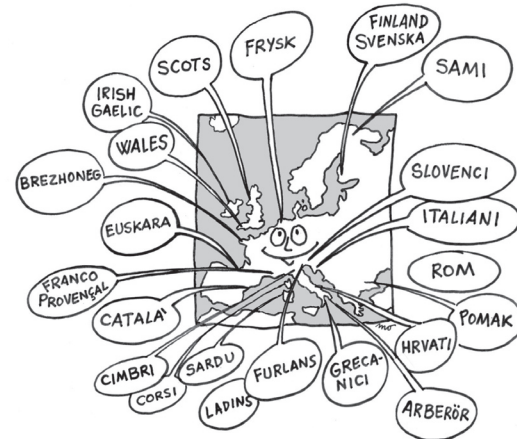 FINLAND
SVENSKA
FRYSK
SCOTS
SAMI
IRISH
GAELIC
WALES
SLOVENCI
BREZHONEG
ITALIANI
EUSKARA
ROM
FRANCO
PROVENÇAL
POMAK
CATALA`
HRVATI
CIMBRI
SARDU
FURLANS
GRECA-
NICI
CORSI
LADINS
ARBERÖR